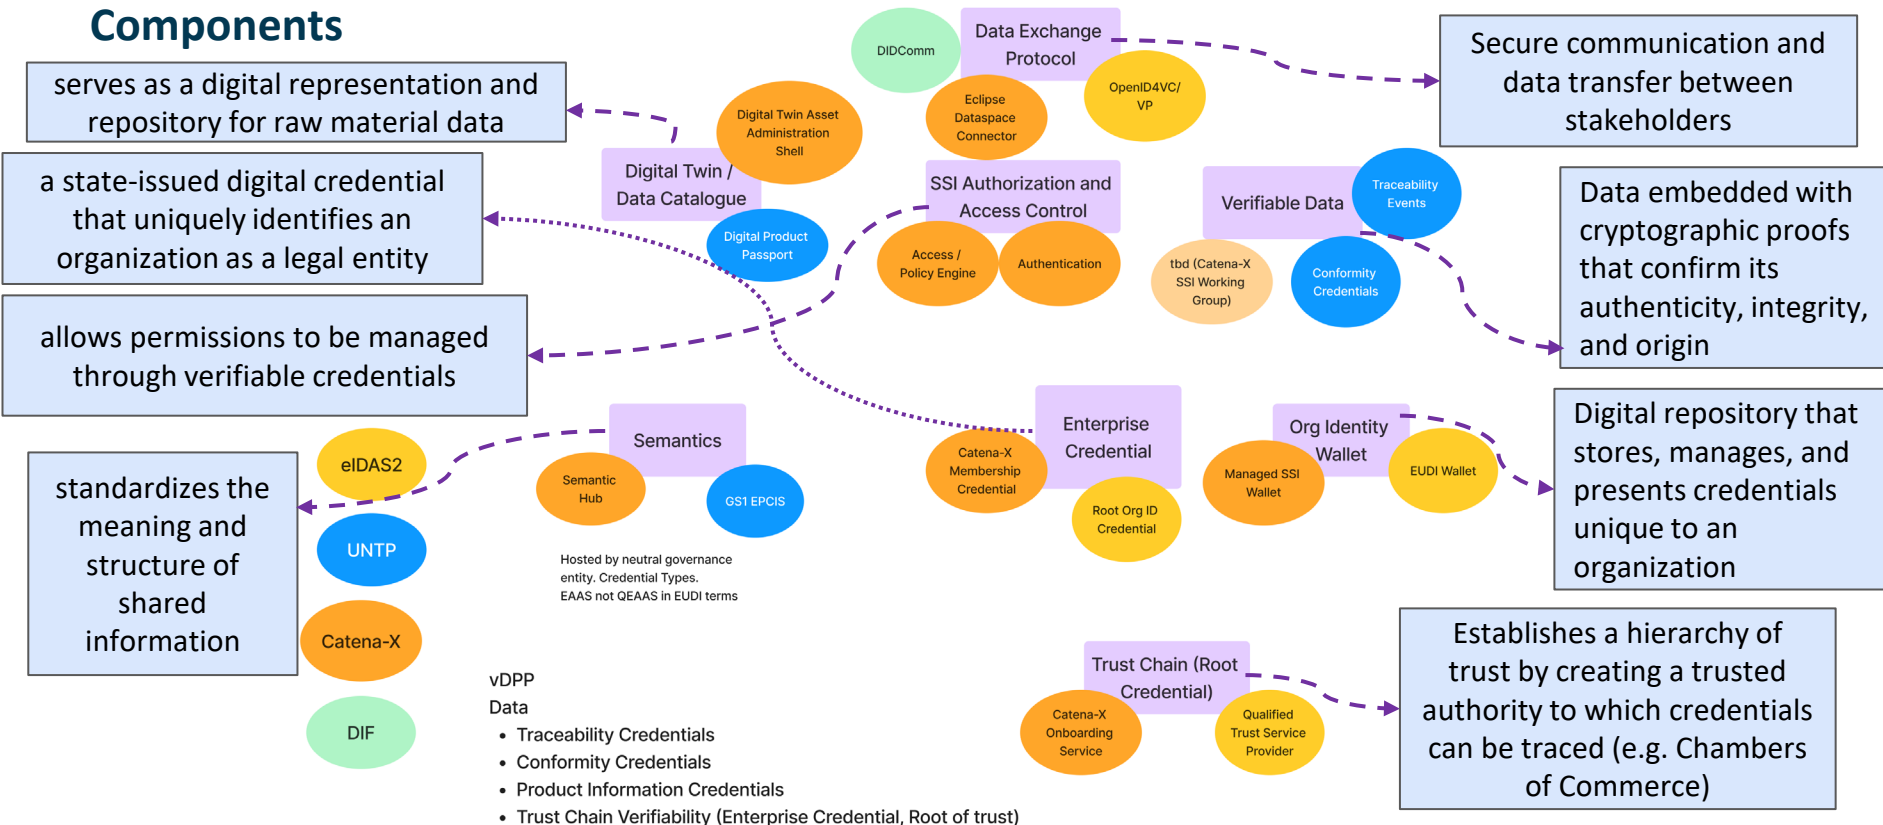 Components
serves as a digital representation and
repository for raw material data
a state-issued digital credential
that uniquely identifies an
organization as a legal entity
allows permissions to be managed
through verifiable credentials
standardizes the
meaning and
structure of
shared
information
eIDAS2
UNTP
Catena-X
DIF
Digital Twin /
Data Catalogue
Digital Twin Asset
Administration
Shell
Digital Product
Passport
DIDComm
Data Exchange
Protocol
Eclipse
Dataspace
Connector
OpenID4VC/
VP
Secure communication and
data transfer between
stakeholders
SSI Authorization and
Access Control
Access /
Policy Engine
Authentication
Verifiable Data
Traceability
Events
tbd (Catena-X
SSI Working
Group)
Conformity
Credentials
Data embedded with
cryptographic proofs
that confirm its
authenticity, integrity,
and origin
Semantics
Semantic
Hub
GS1 EPCIS
Hosted by neutral governance
entity. Credential Types.
EAAS not QEAAS in EUDI terms
Enterprise
Credential
Catena-X
Membership
Credential
Root Org ID
Credential
Org Identity
Wallet
Managed SSI
Wallet
EUDI Wallet
Digital repository that
stores, manages, and
presents credentials
unique to an
organization
vDPP
Data
• Traceability Credentials
• Conformity Credentials
• Product Information Credentials
• Trust Chain Verifiability (Enterprise Credential, Root of trust)
Trust Chain (Root
Credential)
Catena-X
Onboarding
Service
Qualified
Trust Service
Provider
Establishes a hierarchy of
trust by creating a trusted
authority to which credentials
can be traced (e.g. Chambers
of Commerce)